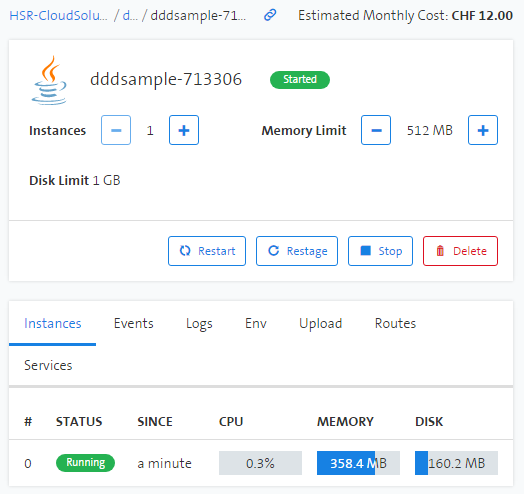 HSR-CloudSolu... / d... / dddsample-71... Estimated Monthly Cost: CHF 12.00
dddsample-713306 Started
Instances − 1 + Memory Limit − 512 MB +
Disk Limit 1 GB
Restart Restage Stop Delete
Instances Events Logs Env Upload Routes
Services
# STATUS SINCE CPU MEMORY DISK
0 Running a minute 0.3% 358.4 MB 160.2 MB